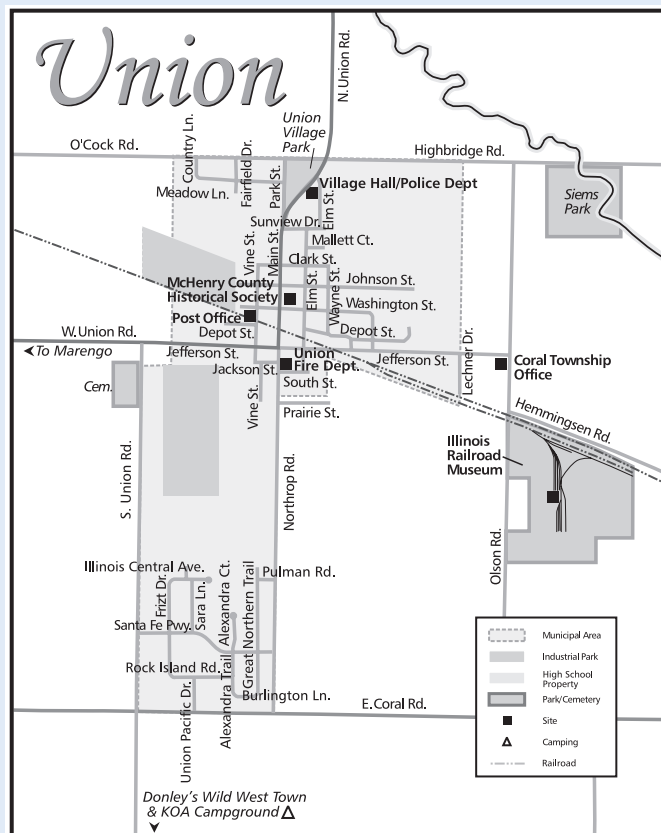 Union
N. Union Rd.
Union
Village
Park
O'Cock Rd.
Country Ln.
Fairfield Dr.
Park St.
Highbridge Rd.
Meadow Ln.
Village Hall/Police Dept
Elm St.
Siems
Park
Sunview Dr.
Mallett Ct.
Vine St.
Main St.
Clark St.
McHenry County
Historical Society
Elm St.
Wayne St.
Johnson St.
Washington St.
Post Office
Depot St.
Depot St.
W. Union Rd.
To Marengo
Jefferson St.
Union
Fire Dept.
Jefferson St.
Lechner Dr.
Coral Township
Office
Jackson St.
Cem.
South St.
Vine St.
Prairie St.
Hemmingsen Rd.
Illinois
Railroad
Museum
S. Union Rd.
Northrop Rd.
Olson Rd.
Illinois Central Ave.
Frizt Dr.
Sara Ln.
Alexandra Ct.
Great Northern Trail
Pulman Rd.
Santa Fe Pwy.
Rock Island Rd.
Union Pacific Dr.
Alexandra Trail
Burlington Ln.
E. Coral Rd.
Municipal Area
Industrial Park
High School
Property
Park/Cemetery
Site
Camping
Railroad
Donley's Wild West Town
& KOA Campground